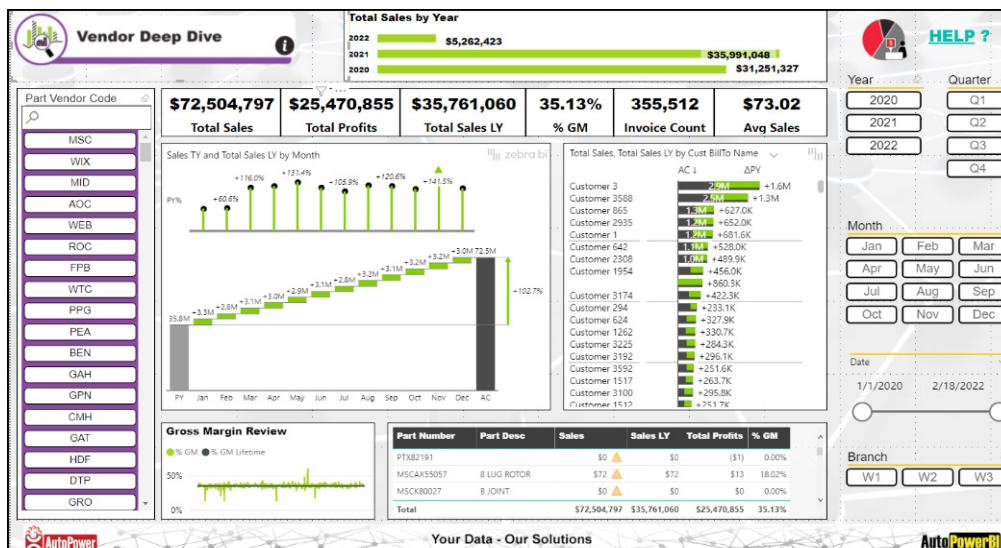 Vendor Deep Dive
i
Total Sales by Year
2022 $5,262,423
2021 $35,991,048
2020 $31,251,327
HELP ?
Part Vendor Code
MSC
WIX
MID
AOC
WEB
ROC
FPB
WTC
PPG
PEA
BEN
GAH
GPN
CMH
GAT
HDF
DTP
GRO
$72,504,797 $25,470,855 $35,761,060 35.13% 355,512 $73.02
Total Sales Total Profits Total Sales LY % GM Invoice Count Avg Sales
Sales TY and Total Sales LY by Month
zebra bi
PY%
+60.6% +116.0% +131.4% +105.9% +120.6% +141.5%
35.8M +3.3M +2.8M +3.1M +3.0M +2.9M +3.1M +2.8M +3.2M +3.1M +3.2M +3.2M +3.0M 72.5M
+102.7%
PY Jan Feb Mar Apr May Jun Jul Aug Sep Oct Nov Dec AC
Total Sales, Total Sales LY by Cust BillTo Name
AC ↓ ΔPY
Customer 3 2.9M +1.6M
Customer 3588 2.5M +1.3M
Customer 865 1.3M +627.0K
Customer 2935 1.2M +652.0K
Customer 1 1.2M +681.6K
Customer 642 1.1M +528.0K
Customer 2308 1.0M +489.9K
Customer 1954 +456.0K
+860.3K
Customer 3174 +422.3K
Customer 294 +233.1K
Customer 624 +327.9K
Customer 1262 +330.7K
Customer 3225 +284.3K
Customer 3192 +296.1K
Customer 3592 +251.6K
Customer 1517 +263.7K
Customer 3100 +295.8K
Customer 1512 +251.7K
Gross Margin Review
% GM % GM Lifetime
50%
0%
Part Number Part Desc Sales Sales LY Total Profits % GM
PTX82191 $0 $0 ($1) 0.00%
MSCAX55057 8 LUG ROTOR $72 $72 $13 18.02%
MSCK80027 B JOINT $0 $0 $0 0.00%
Total $72,504,797 $35,761,060 $25,470,855 35.13%
Year
2020
2021
2022
Quarter
Q1
Q2
Q3
Q4
Month
Jan Feb Mar
Apr May Jun
Jul Aug Sep
Oct Nov Dec
Date
1/1/2020 2/18/2022
Branch
W1 W2 W3
AutoPower
Your Data - Our Solutions
AutoPowerBI